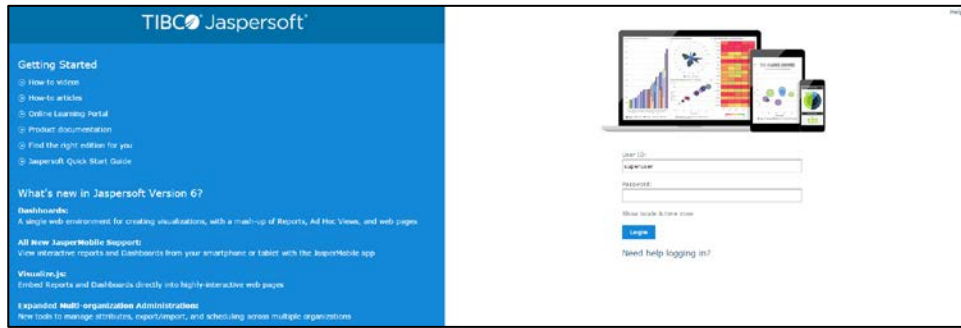 TIBCO Jaspersoft
Getting Started
How-to videos
How-to articles
Online Learning Portal
Product documentation
Find the right edition for you
Jaspersoft Quick Start Guide
What's new in Jaspersoft Version 6?
Dashboards:
A single web environment for creating visualizations, with a mash-up of Reports, Ad Hoc Views, and web pages
All New JasperMobile Support:
View interactive reports and Dashboards from your smartphone or tablet with the JasperMobile app
Visualize.js:
Embed Reports and Dashboards directly into highly-interactive web pages
Expanded Multi-organization Administration:
New tools to manage attributes, export/import, and scheduling across multiple organizations
Help
User ID:
superuser
Password:
Show locale & time zone
Login
Need help logging in?